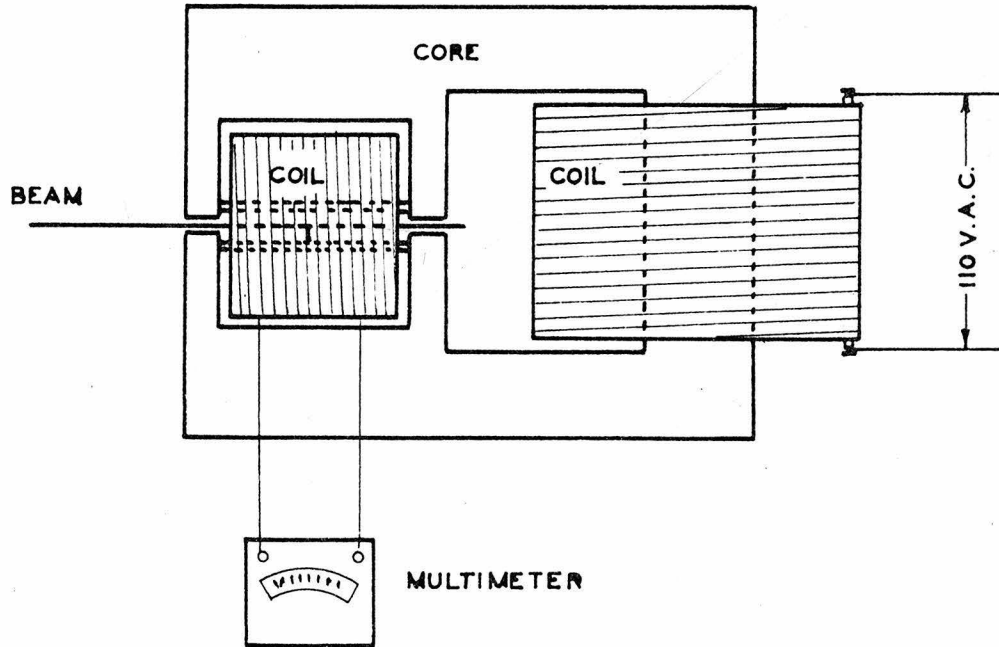 CORE
COIL
COIL
BEAM
110 V. A.C.
MULTIMETER